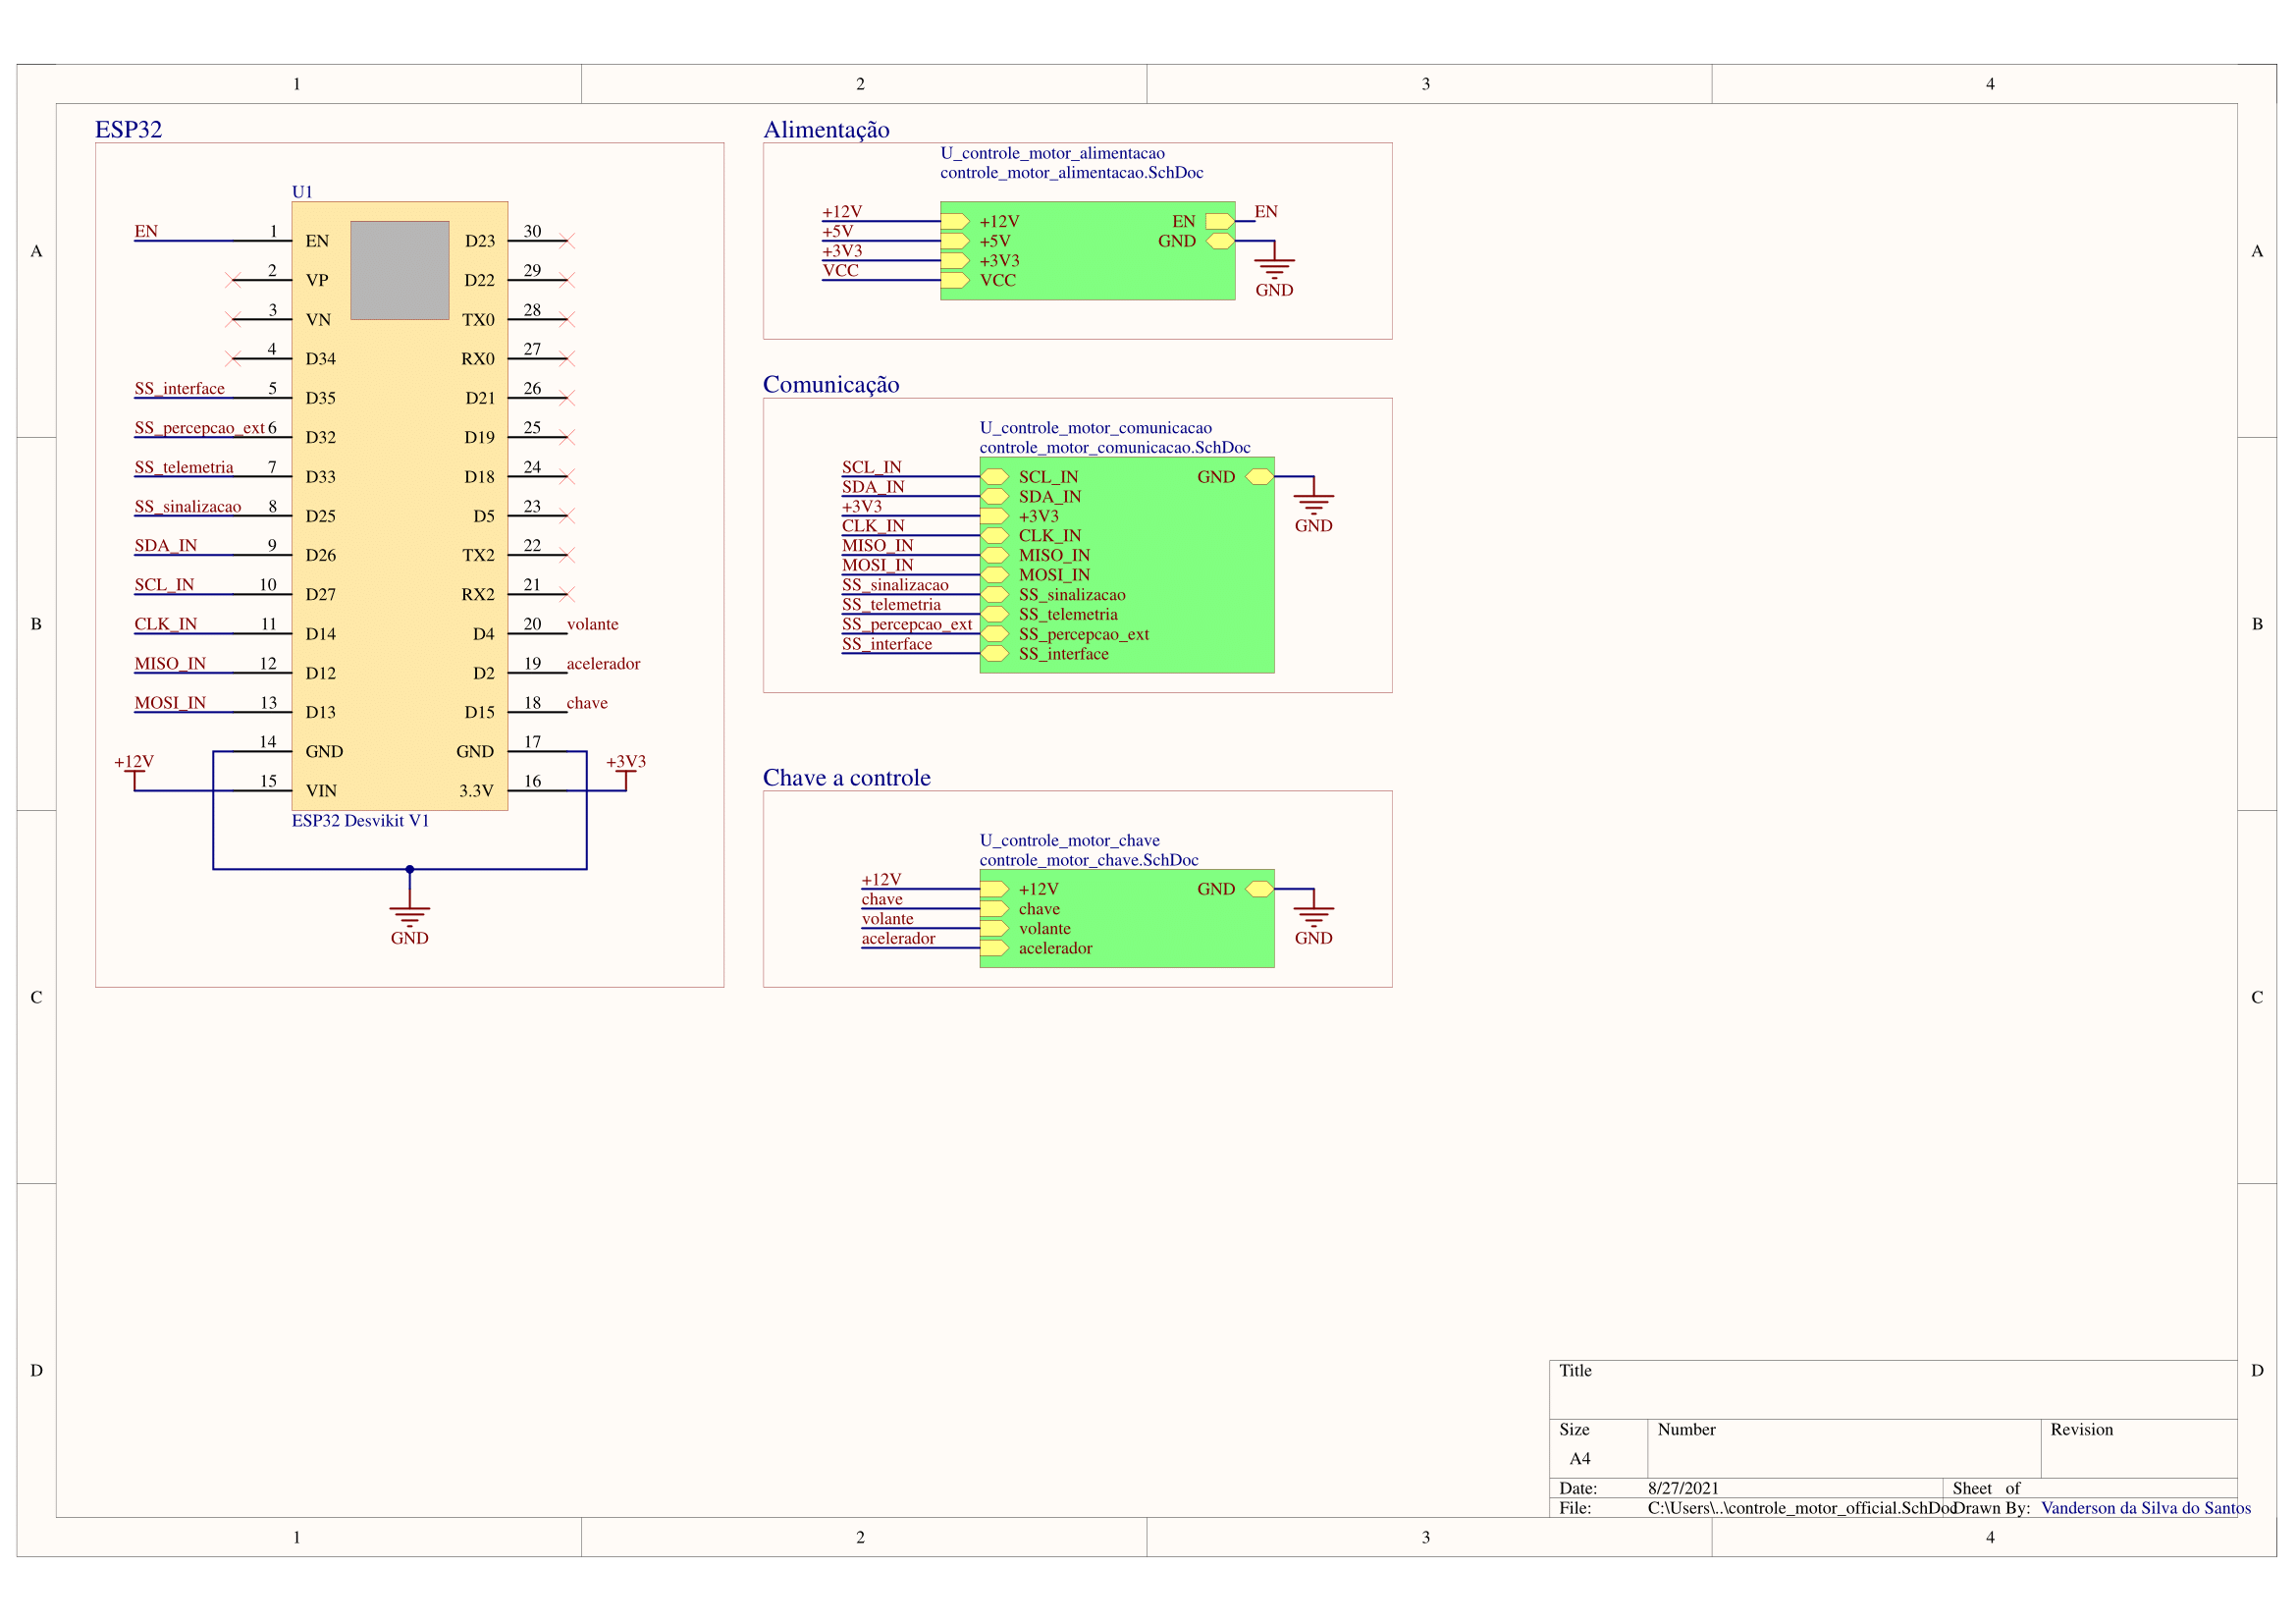 1 2 3 4
A
B
C
D
ESP32
U1
EN 1 EN
2 VP
3 VN
4 D34
SS_interface 5 D35
SS_percepcao_ext 6 D32
SS_telemetria 7 D33
SS_sinalizacao 8 D25
SDA_IN 9 D26
SCL_IN 10 D27
CLK_IN 11 D14
MISO_IN 12 D12
MOSI_IN 13 D13
14 GND
+12V 15 VIN
D23 30
D22 29
TX0 28
RX0 27
D21 26
D19 25
D18 24
D5 23
TX2 22
RX2 21
D4 20 volante
D2 19 acelerador
D15 18 chave
GND 17
3.3V 16 +3V3
ESP32 Desvikit V1
GND
Alimentação
U_controle_motor_alimentacao
controle_motor_alimentacao.SchDoc
+12V +12V EN EN
+5V +5V GND
+3V3 +3V3
VCC VCC
GND
Comunicação
U_controle_motor_comunicacao
controle_motor_comunicacao.SchDoc
SCL_IN SCL_IN GND
SDA_IN SDA_IN
+3V3 +3V3
CLK_IN CLK_IN
MISO_IN MISO_IN
MOSI_IN MOSI_IN
SS_sinalizacao SS_sinalizacao
SS_telemetria SS_telemetria
SS_percepcao_ext SS_percepcao_ext
SS_interface SS_interface
GND
Chave a controle
U_controle_motor_chave
controle_motor_chave.SchDoc
+12V +12V GND
chave chave
volante volante
acelerador acelerador
GND
A
B
C
D
Title
Size Number Revision
A4
Date: 8/27/2021 Sheet of
File: C:\Users\..\controle_motor_official.SchDoc Drawn By: Vanderson da Silva do Santos
1 2 3 4